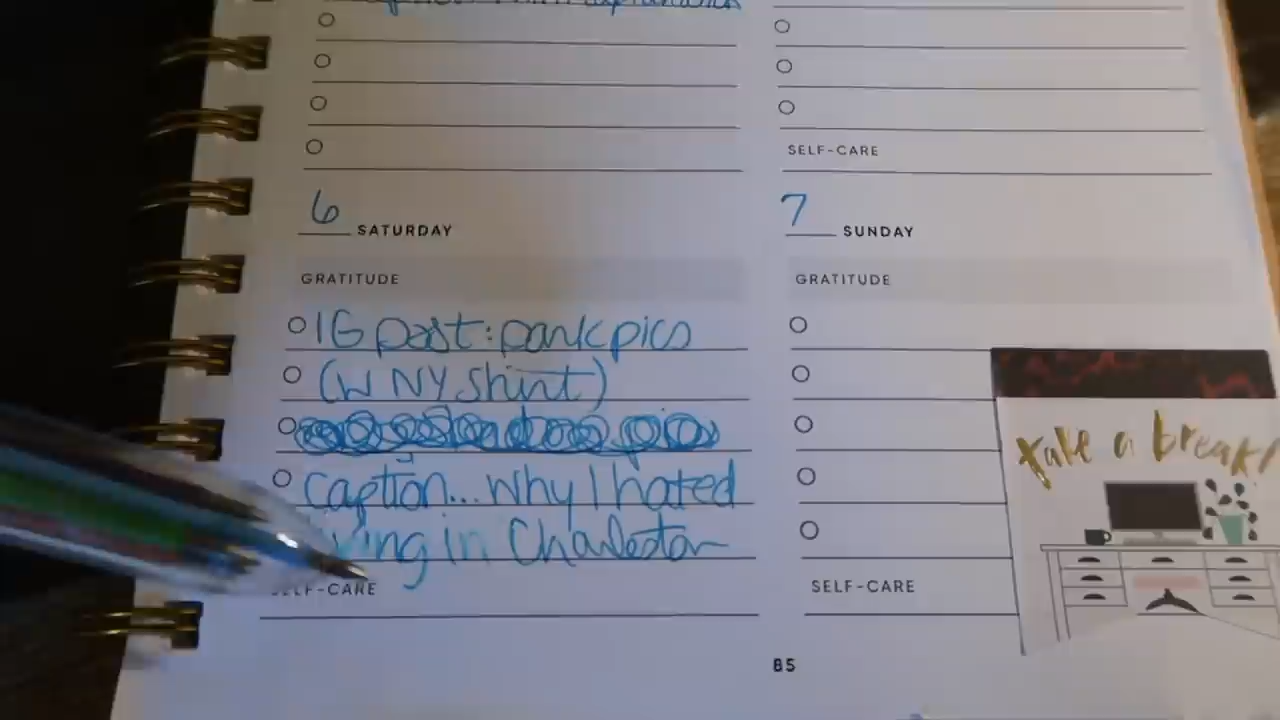 SELF-CARE
6 SATURDAY
7 SUNDAY
GRATITUDE
GRATITUDE
IG post: park pics
(W NY shirt)
caption... why I hated
living in Charleston
take a break!
SELF-CARE
SELF-CARE
85